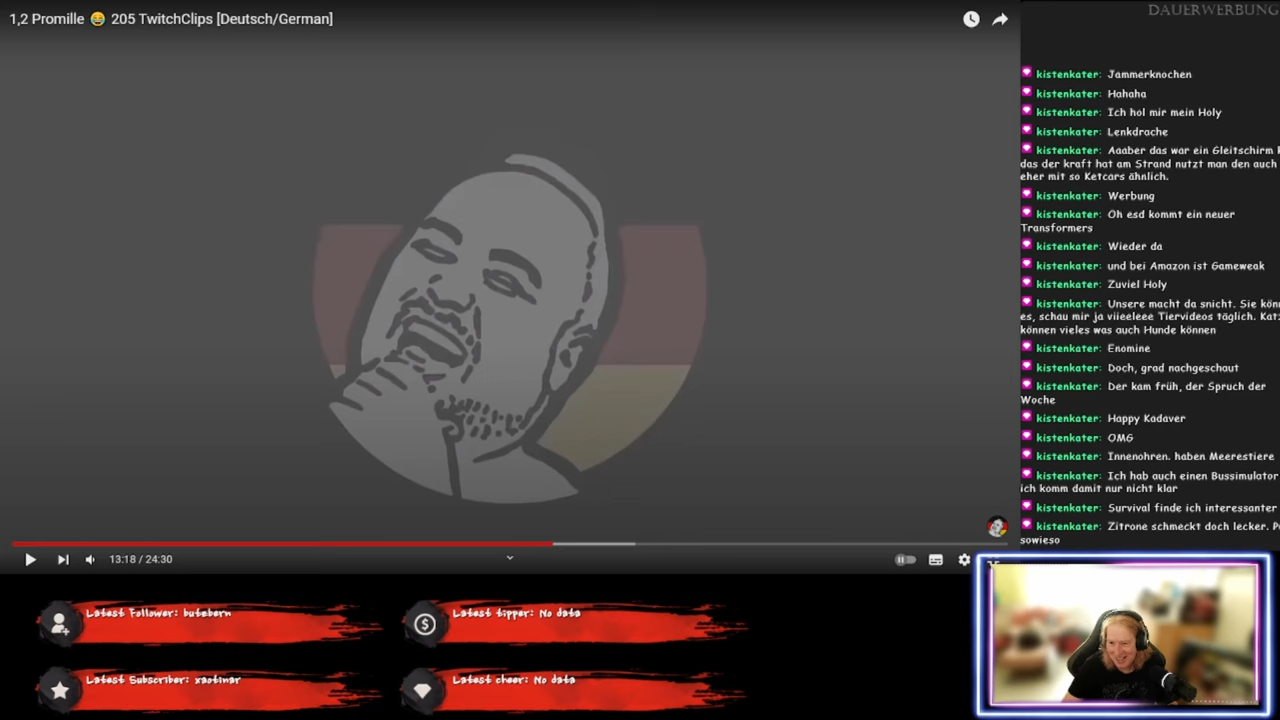 1,2 Promille 😂 205 TwitchClips [Deutsch/German]
DAUERWERBUNG
kistenkater: Jammerknochen
kistenkater: Hahaha
kistenkater: Ich hol mir mein Holy
kistenkater: Lenkdrache
kistenkater: Aaaber das war ein Gleitschirm
das der kraft hat am Strand nutzt man den auch
eher mit so Ketcars ähnlich.
kistenkater: Werbung
kistenkater: Oh esd kommt ein neuer
Transformers
kistenkater: Wieder da
kistenkater: und bei Amazon ist Gameweak
kistenkater: Zuviel Holy
kistenkater: Unsere macht da snicht. Sie
es, schau mir ja viieeleee Tiervideos täglich.
können vieles was auch Hunde können
kistenkater: Enomine
kistenkater: Doch, grad nachgeschaut
kistenkater: Der kam früh, der Spruch der
Woche
kistenkater: Happy Kadaver
kistenkater: OMG
kistenkater: Innenohren. haben Meerestiere
kistenkater: Ich hab auch einen Bussimulator
ich komm damit nur nicht klar
kistenkater: Survival finde ich interessanter
kistenkater: Zitrone schmeckt doch lecker.
sowieso
13:18 / 24:30
Latest Follower: butebern
Latest tipper: No data
Latest Subscriber: xaotinar
Latest cheer: No data